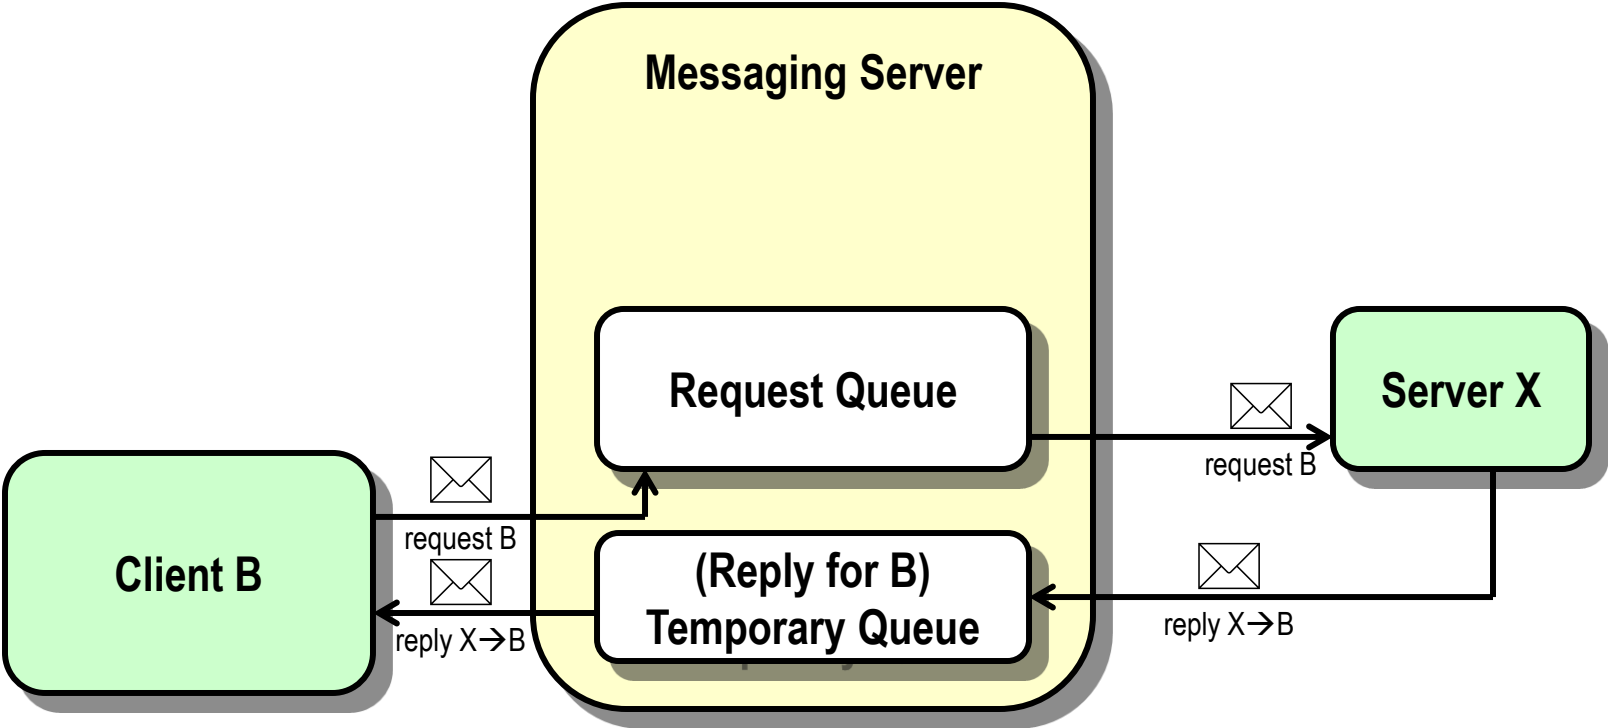 Messaging Server
Request Queue
Server X
request B
request B
Client B
(Reply for B)
Temporary Queue
reply X→B
reply X→B